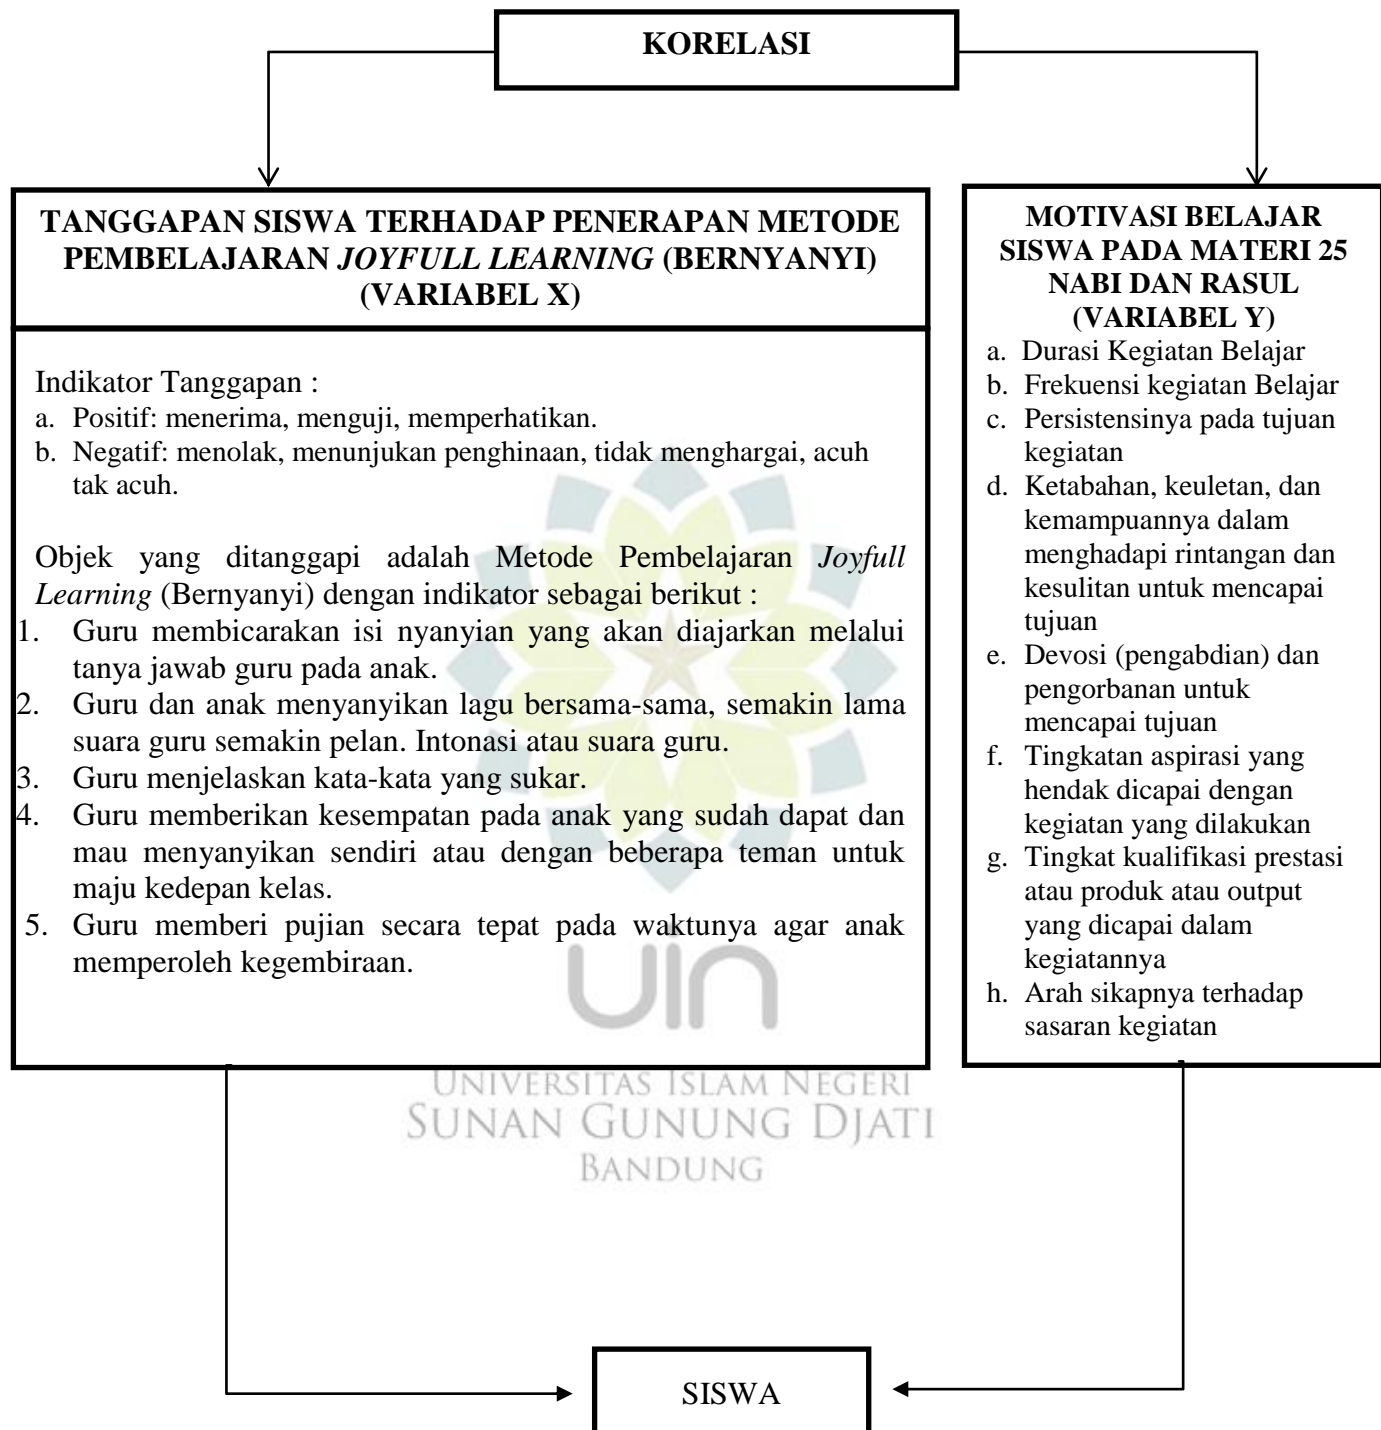 KORELASI
TANGGAPAN SISWA TERHADAP PENERAPAN METODE
PEMBELAJARAN JOYFULL LEARNING (BERNYANYI)
(VARIABEL X)
Indikator Tanggapan :
a. Positif: menerima, menguji, memperhatikan.
b. Negatif: menolak, menunjukan penghinaan, tidak menghargai, acuh
tak acuh.
Objek yang ditanggapi adalah Metode Pembelajaran Joyfull
Learning (Bernyanyi) dengan indikator sebagai berikut :
1. Guru membicarakan isi nyanyian yang akan diajarkan melalui
tanya jawab guru pada anak.
2. Guru dan anak menyanyikan lagu bersama-sama, semakin lama
suara guru semakin pelan. Intonasi atau suara guru.
3. Guru menjelaskan kata-kata yang sukar.
4. Guru memberikan kesempatan pada anak yang sudah dapat dan
mau menyanyikan sendiri atau dengan beberapa teman untuk
maju kedepan kelas.
5. Guru memberi pujian secara tepat pada waktunya agar anak
memperoleh kegembiraan.
MOTIVASI BELAJAR
SISWA PADA MATERI 25
NABI DAN RASUL
(VARIABEL Y)
a. Durasi Kegiatan Belajar
b. Frekuensi kegiatan Belajar
c. Persistensinya pada tujuan
kegiatan
d. Ketabahan, keuletan, dan
kemampuannya dalam
menghadapi rintangan dan
kesulitan untuk mencapai
tujuan
e. Devosi (pengabdian) dan
pengorbanan untuk
mencapai tujuan
f. Tingkatan aspirasi yang
hendak dicapai dengan
kegiatan yang dilakukan
g. Tingkat kualifikasi prestasi
atau produk atau output
yang dicapai dalam
kegiatannya
h. Arah sikapnya terhadap
sasaran kegiatan
uin
UNIVERSITAS ISLAM NEGERI
SUNAN GUNUNG DJATI
BANDUNG
SISWA